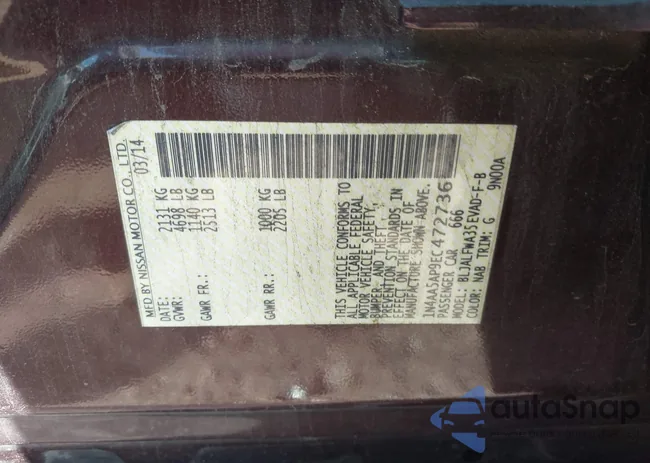 MFD BY NISSAN MOTOR CO., LTD.
DATE: 03/14
GVWR: 2131 KG
4698 LB
GAWR FR: 1140 KG
2513 LB
GAWR RR: 1000 KG
2205 LB
THIS VEHICLE CONFORMS TO
ALL APPLICABLE FEDERAL
MOTOR VEHICLE SAFETY,
BUMPER, AND THEFT
PREVENTION STANDARDS IN
EFFECT ON THE DATE OF
MANUFACTURE SHOWN ABOVE.
1N4AA5AP9EC472736
PASSENGER CAR 666
MODEL: BLJALFWA35EVAD-F-B
COLOR: NAB TRIM: G 9N00A
autoSnap